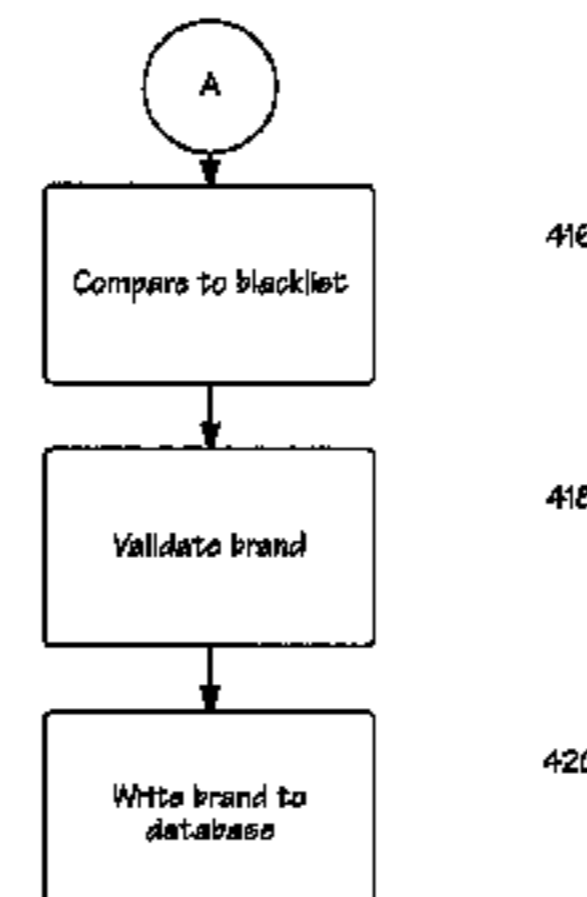 A
Compare to blacklist
416
Validate brand
418
Write brand to
database
420